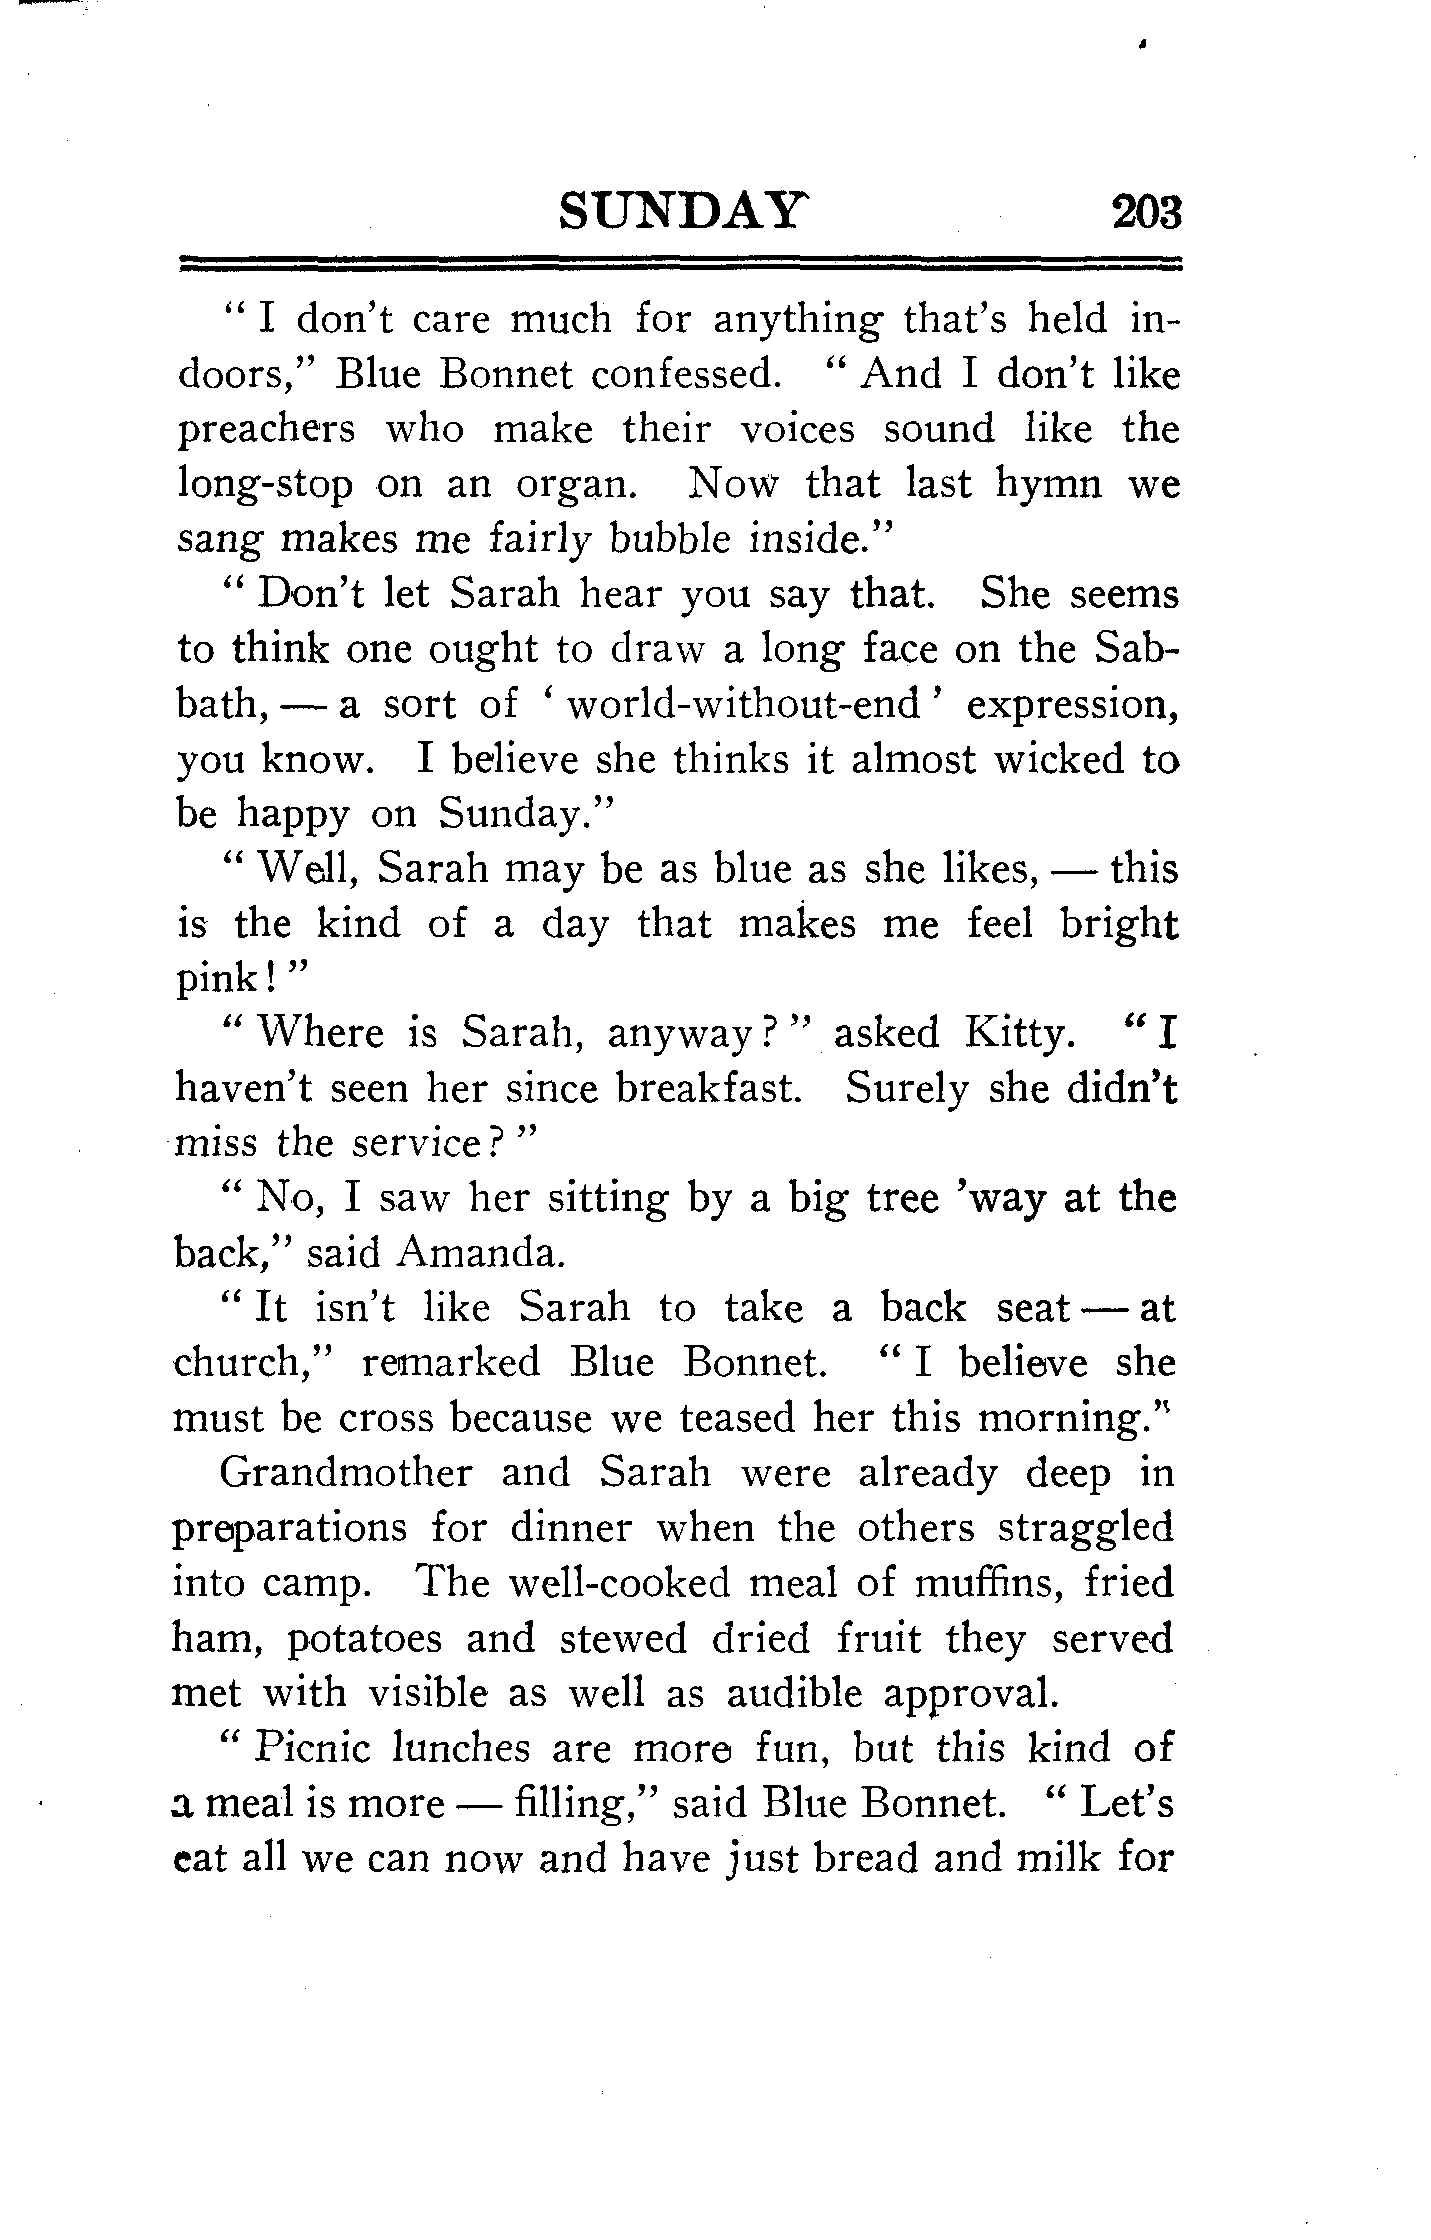 SUNDAY 203
" I don't care much for anything that's held in-
doors," Blue Bonnet confessed. " And I don't like
preachers who make their voices sound like the
long-stop on an organ. Now that last hymn we
sang makes me fairly bubble inside."
" Don't let Sarah hear you say that. She seems
to think one ought to draw a long face on the Sab-
bath, — a sort of ' world-without-end ' expression,
you know. I believe she thinks it almost wicked to
be happy on Sunday."
" Well, Sarah may be as blue as she likes, — this
is the kind of a day that makes me feel bright
pink! "
" Where is Sarah, anyway? " asked Kitty. " I
haven't seen her since breakfast. Surely she didn't
miss the service? "
" No, I saw her sitting by a big tree 'way at the
back," said Amanda.
" It isn't like Sarah to take a back seat — at
church," remarked Blue Bonnet. " I believe she
must be cross because we teased her this morning."
Grandmother and Sarah were already deep in
preparations for dinner when the others straggled
into camp. The well-cooked meal of muffins, fried
ham, potatoes and stewed dried fruit they served
met with visible as well as audible approval.
" Picnic lunches are more fun, but this kind of
a meal is more — filling," said Blue Bonnet. " Let's
eat all we can now and have just bread and milk for